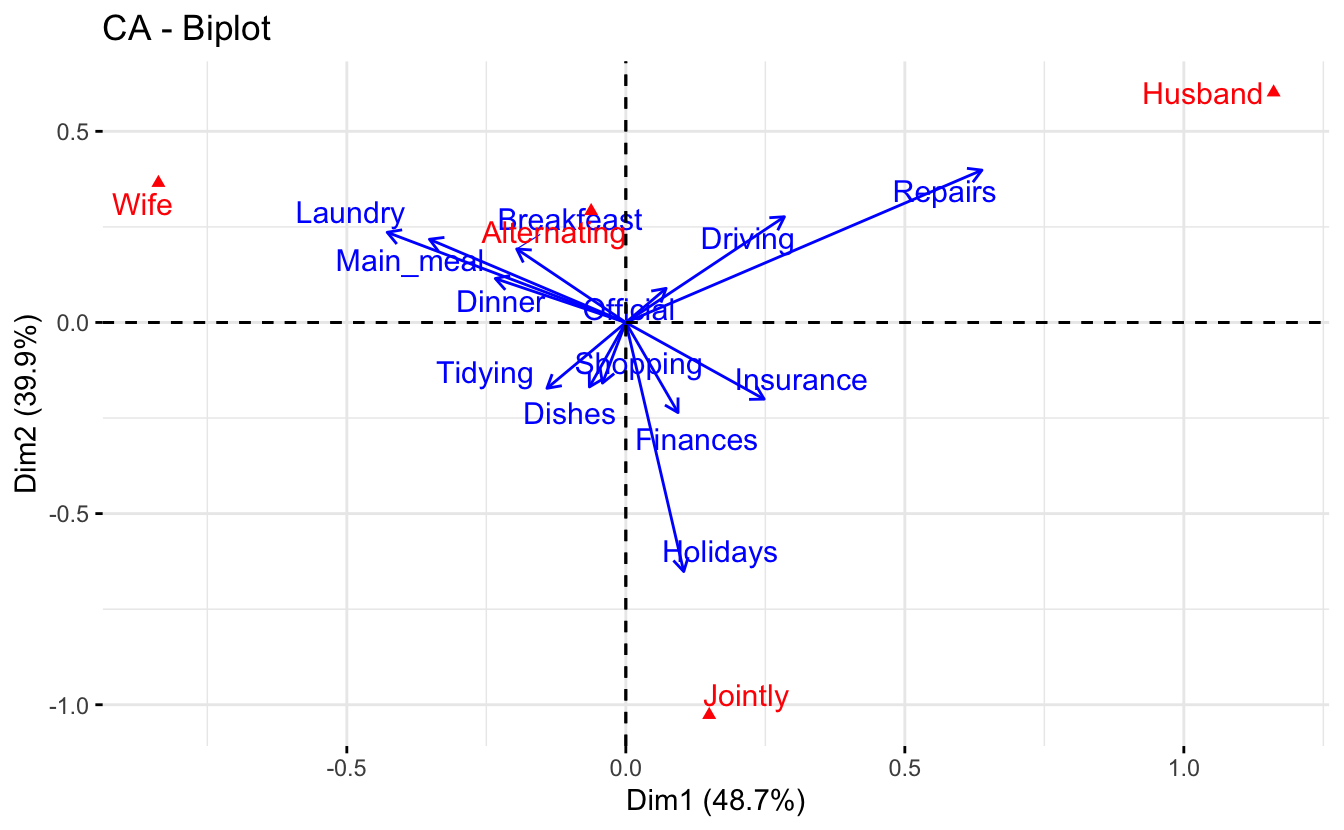 CA - Biplot
Husband
0.5
Repairs
Wife
Laundry
Breakfeast
Alternating
Driving
Main_meal
Dinner
Official
0.0
Shopping
Tidying
Insurance
Dishes
Finances
-0.5
Holidays
Jointly
-1.0
-0.5
0.0
0.5
1.0
Dim1 (48.7%)
Dim2 (39.9%)